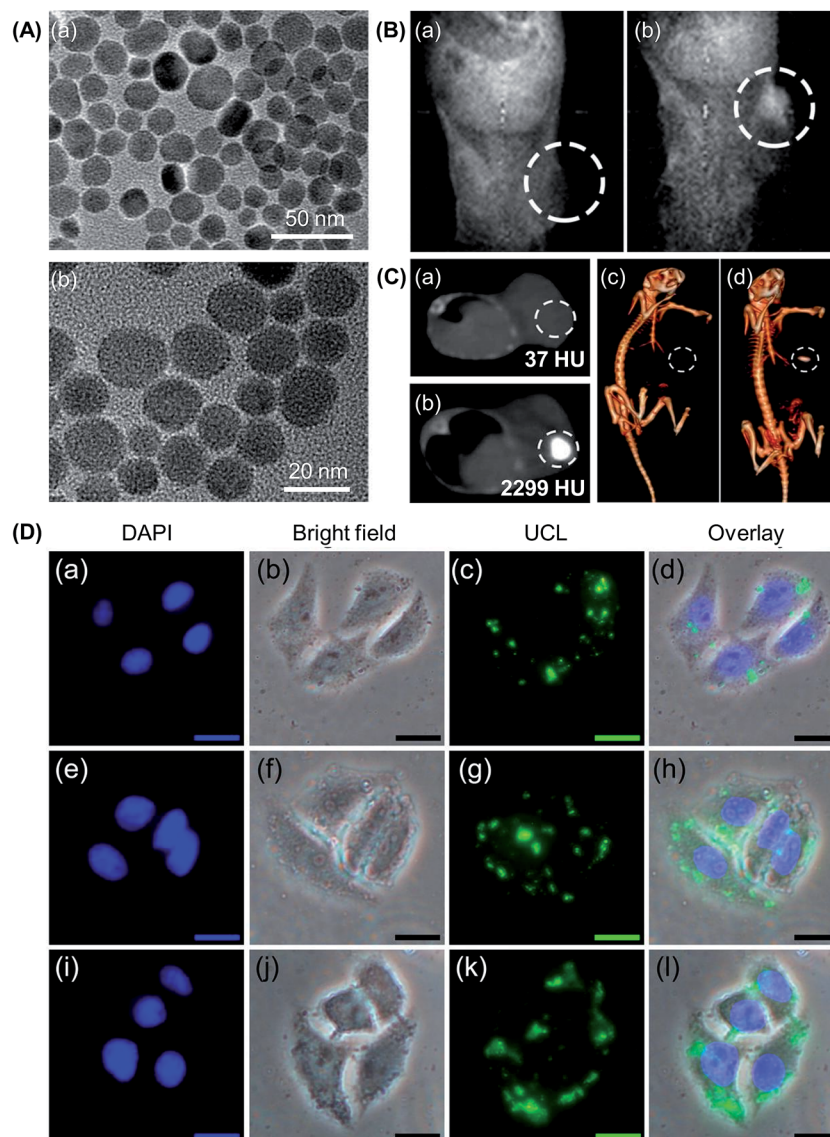 (A)
(a)
50 nm
(b)
20 nm
(B)
(a)
(b)
(C)
(a)
37 HU
(b)
2299 HU
(c)
(d)
(D)
DAPI
Bright field
UCL
Overlay
(a)
(b)
(c)
(d)
(e)
(f)
(g)
(h)
(i)
(j)
(k)
(l)